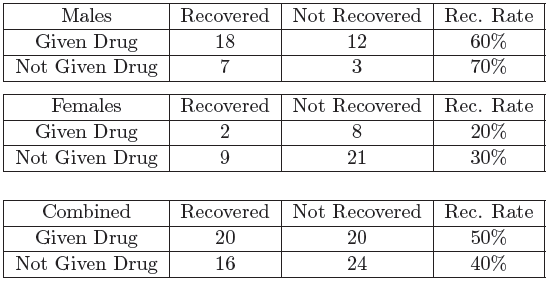 Males Recovered Not Recovered Rec. Rate
Given Drug 18 12 60%
Not Given Drug 7 3 70%
Females Recovered Not Recovered Rec. Rate
Given Drug 2 8 20%
Not Given Drug 9 21 30%
Combined Recovered Not Recovered Rec. Rate
Given Drug 20 20 50%
Not Given Drug 16 24 40%